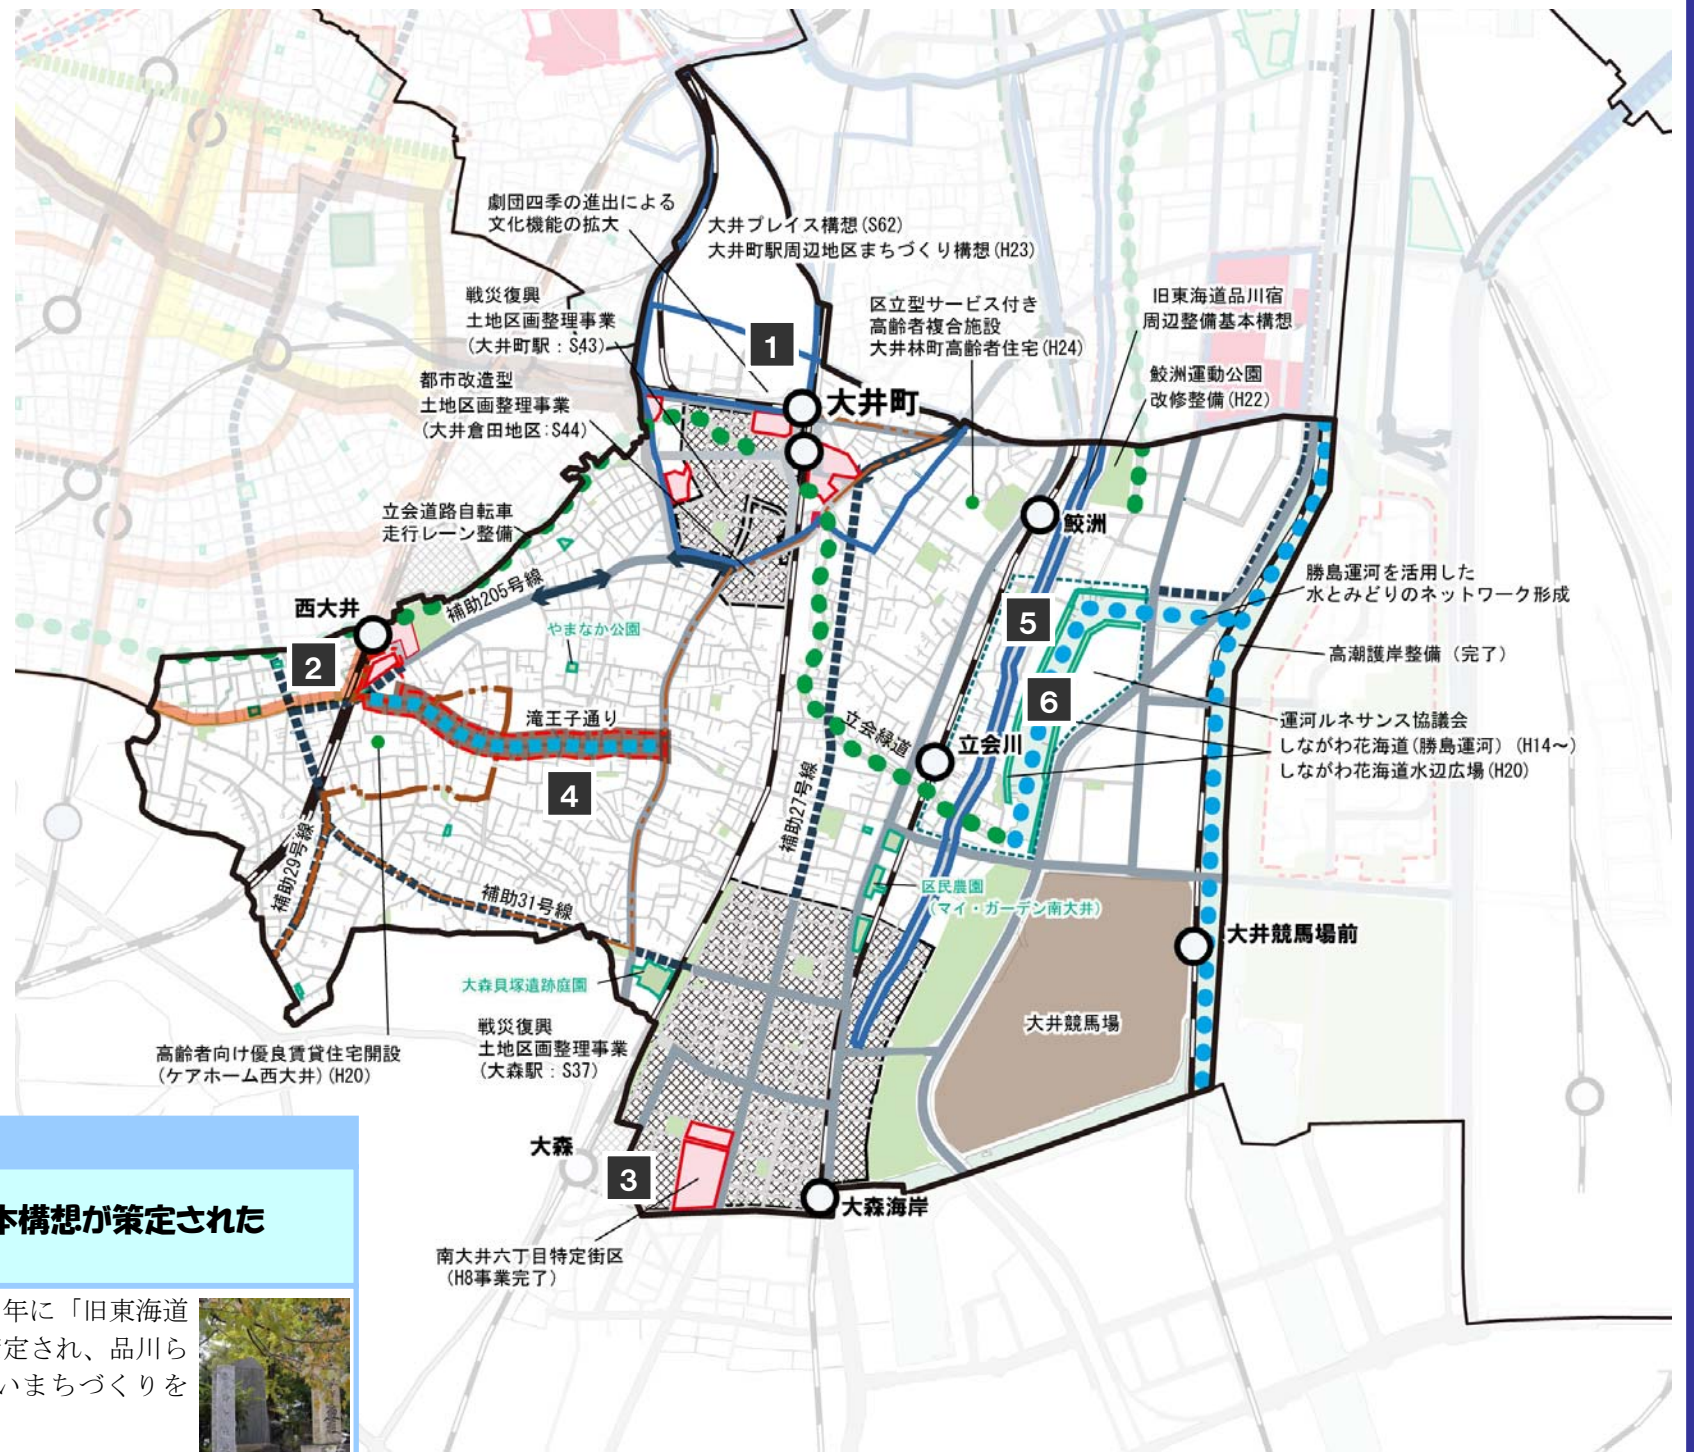 劇団四季の進出による
文化機能の拡大
大井プレイス構想(S62)
大井町駅周辺地区まちづくり構想(H23)
戦災復興
土地区画整理事業
(大井町駅：S43)
区立型サービス付き
高齢者複合施設
大井林町高齢者住宅(H24)
旧東海道品川宿
周辺整備基本構想
1
都市改造型
土地区画整理事業
(大井倉田地区:S44)
大井町
鮫洲運動公園
改修整備(H22)
立会道路自転車
走行レーン整備
鮫洲
補助205号線
西大井
やまなか公園
勝島運河を活用した
水とみどりのネットワーク形成
5
2
高潮護岸整備（完了）
6
滝王子通り
立会緑道
立会川
運河ルネサンス協議会
しながわ花海道(勝島運河)（H14～）
しながわ花海道水辺広場(H20)
4
補助27号線
補助29号線
補助31号線
区民農園
(マイ・ガーデン南大井)
大井競馬場前
大森貝塚遺跡庭園
大井競馬場
戦災復興
土地区画整理事業
(大森駅：S37)
高齢者向け優良賃貸住宅開設
(ケアホーム西大井)(H20)
大森
3
大森海岸
南大井六丁目特定街区
(H8事業完了)
本構想が策定された
年に「旧東海道
定され、品川ら
いまちづくりを